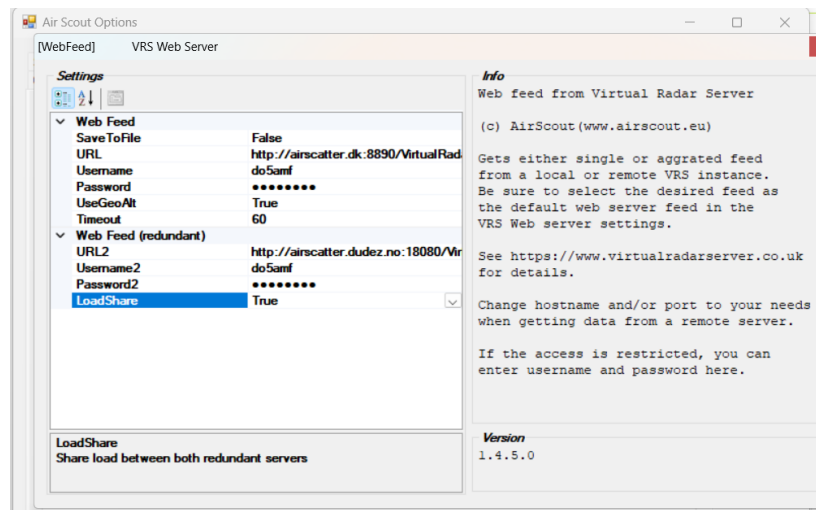 Air Scout Options
[WebFeed] VRS Web Server
Settings
Web Feed
SaveToFile False
URL http://airscatter.dk:8890/VirtualRad
Username do5amf
Password ●●●●●●●●
UseGeoAlt True
Timeout 60
Web Feed (redundant)
URL2 http://airscatter.dudez.no:18080/Vir
Username2 do5amf
Password2 ●●●●●●●●
LoadShare True
LoadShare
Share load between both redundant servers
Info
Web feed from Virtual Radar Server
(c) AirScout(www.airscout.eu)
Gets either single or aggrated feed
from a local or remote VRS instance.
Be sure to select the desired feed as
the default web server feed in the
VRS Web server settings.
See https://www.virtualradarserver.co.uk
for details.
Change hostname and/or port to your needs
when getting data from a remote server.
If the access is restricted, you can
enter username and password here.
Version
1.4.5.0